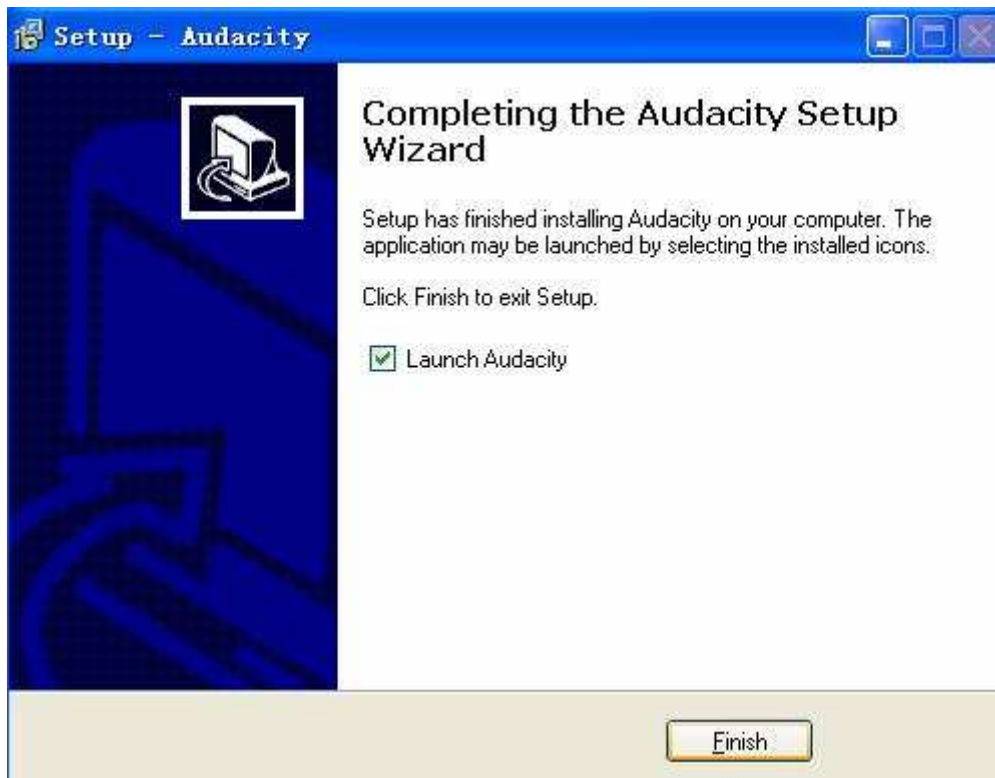 Setup - Audacity
Completing the Audacity Setup
Wizard
Setup has finished installing Audacity on your computer. The
application may be launched by selecting the installed icons.
Click Finish to exit Setup.
Launch Audacity
Finish